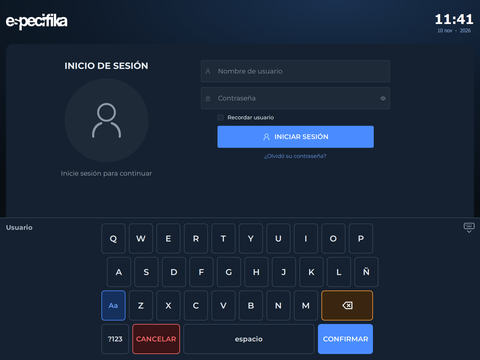 especifika
11:41
10 nov - 2026
INICIO DE SESIÓN
Inicie sesión para continuar
Nombre de usuario
Contraseña
Recordar usuario
INICIAR SESIÓN
¿Olvidó su contraseña?
Usuario
Q W E R T Y U I O P
A S D F G H J K L Ñ
Aa Z X C V B N M
?123 CANCELAR espacio CONFIRMAR